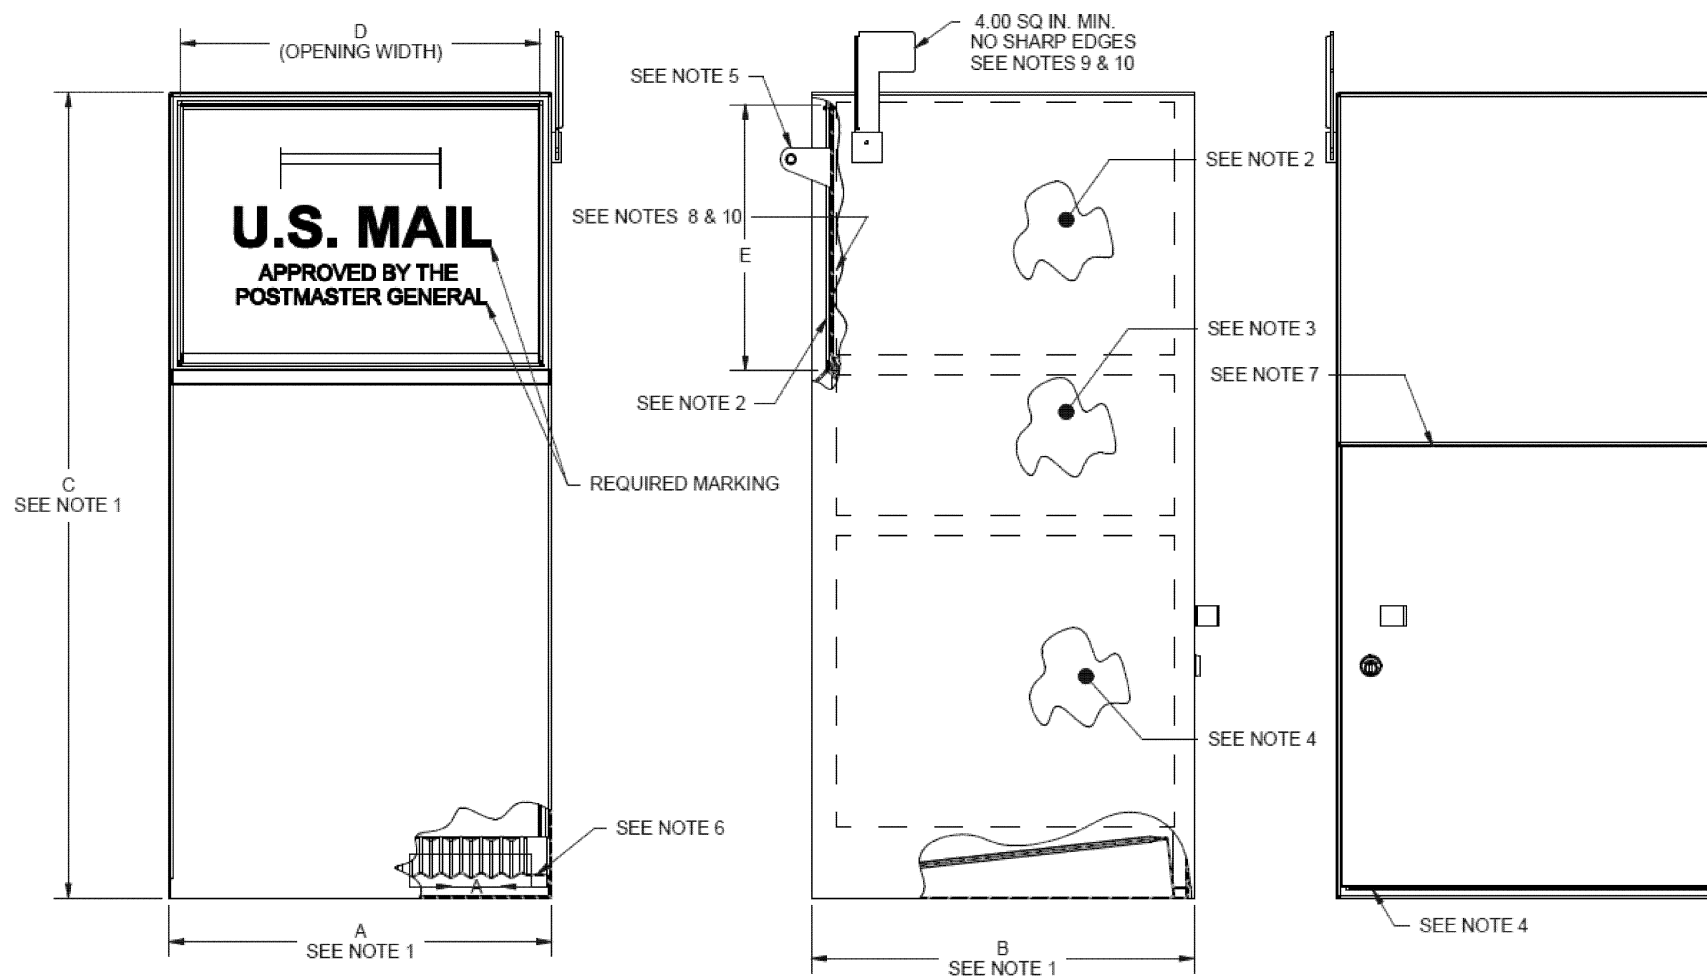 D
(OPENING WIDTH)
4.00 SQ IN. MIN.
NO SHARP EDGES
SEE NOTES 9 & 10
SEE NOTE 5
SEE NOTE 2
SEE NOTES 8 & 10
E
U.S. MAIL
APPROVED BY THE
POSTMASTER GENERAL
SEE NOTE 3
SEE NOTE 7
SEE NOTE 2
REQUIRED MARKING
C
SEE NOTE 1
SEE NOTE 4
SEE NOTE 6
A
SEE NOTE 4
A
SEE NOTE 1
B
SEE NOTE 1